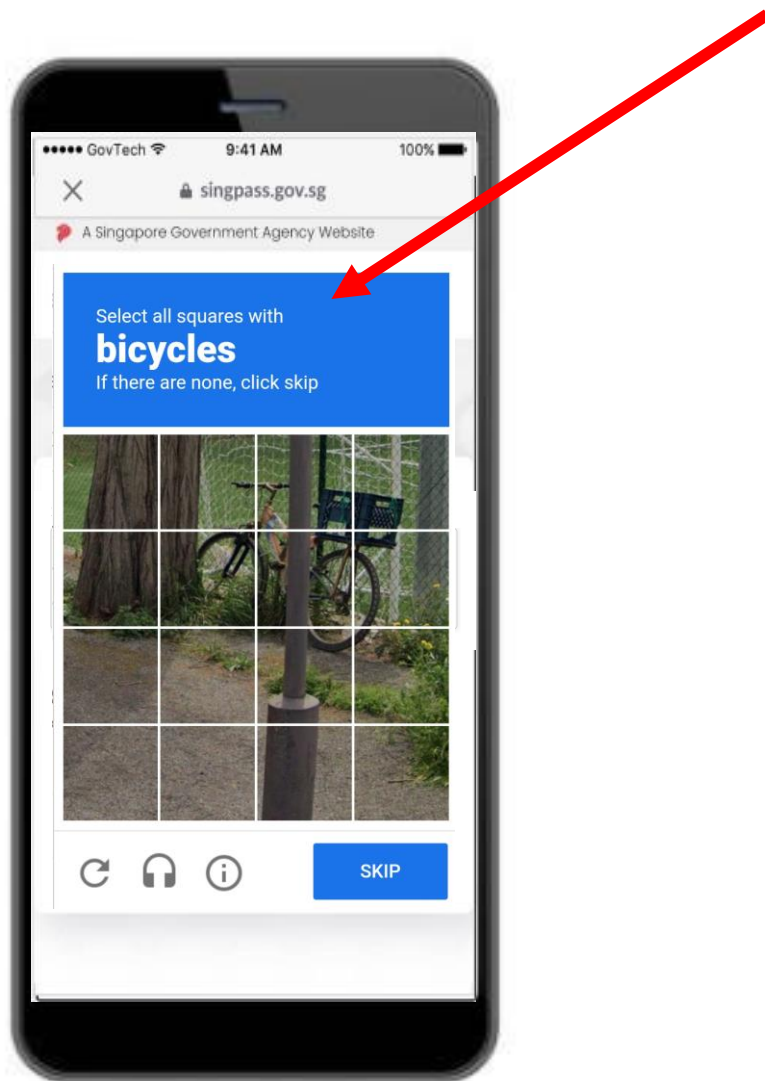 GovTech 9:41 AM 100%
singpass.gov.sg
A Singapore Government Agency Website
Select all squares with
bicycles
If there are none, click skip
SKIP